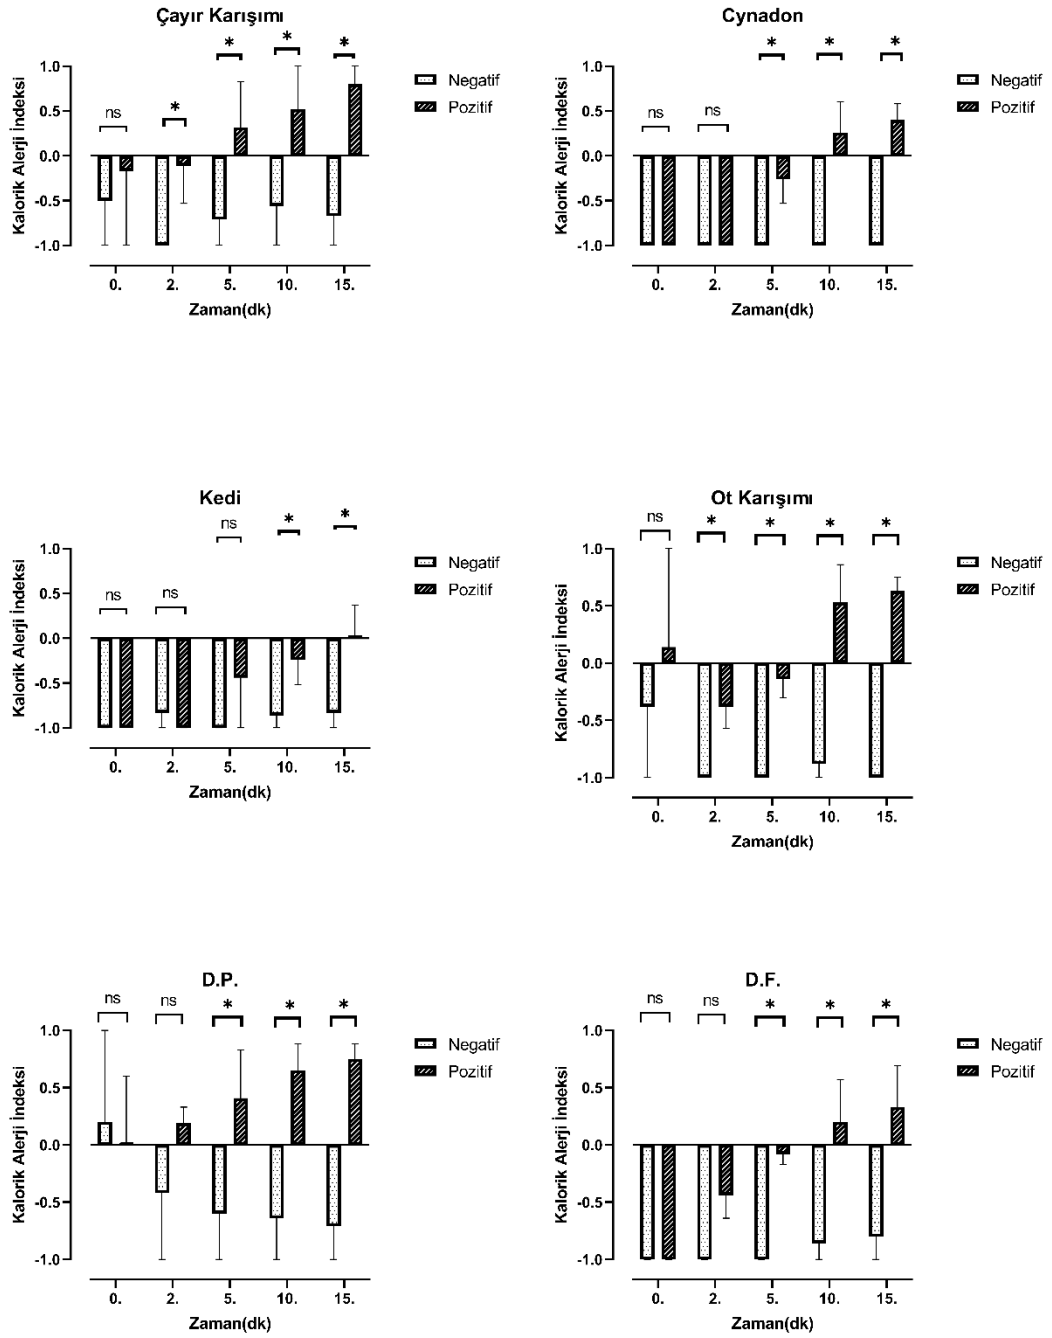 Çayır Karışımı
ns * * * *
Kalorik Alerji İndeksi
1.0
0.5
0.0
-0.5
-1.0
0. 2. 5. 10. 15.
Zaman(dk)
Negatif
Pozitif
Cynadon
ns ns * * *
Kalorik Alerji İndeksi
1.0
0.5
0.0
-0.5
-1.0
0. 2. 5. 10. 15.
Zaman(dk)
Negatif
Pozitif
Kedi
ns ns ns * *
Kalorik Alerji İndeksi
1.0
0.5
0.0
-0.5
-1.0
0. 2. 5. 10. 15.
Zaman(dk)
Negatif
Pozitif
Ot Karışımı
ns * * * *
Kalorik Alerji İndeksi
1.0
0.5
0.0
-0.5
-1.0
0. 2. 5. 10. 15.
Zaman(dk)
Negatif
Pozitif
D.P.
ns ns * * *
Kalorik Alerji İndeksi
1.0
0.5
0.0
-0.5
-1.0
0. 2. 5. 10. 15.
Zaman(dk)
Negatif
Pozitif
D.F.
ns ns * * *
Kalorik Alerji İndeksi
1.0
0.5
0.0
-0.5
-1.0
0. 2. 5. 10. 15.
Zaman(dk)
Negatif
Pozitif